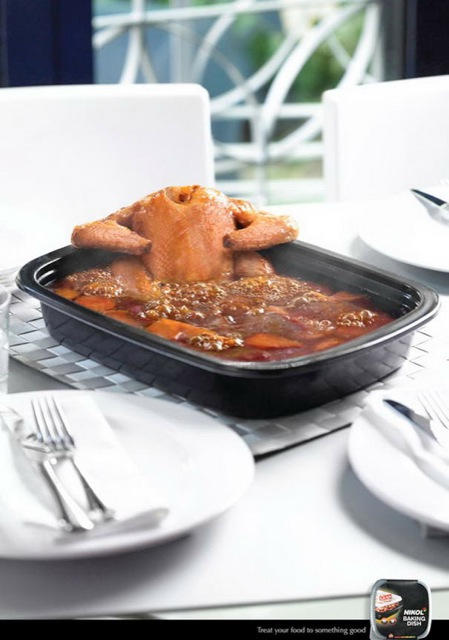 Treat your food to something good
NIKOL
BAKING
DISH